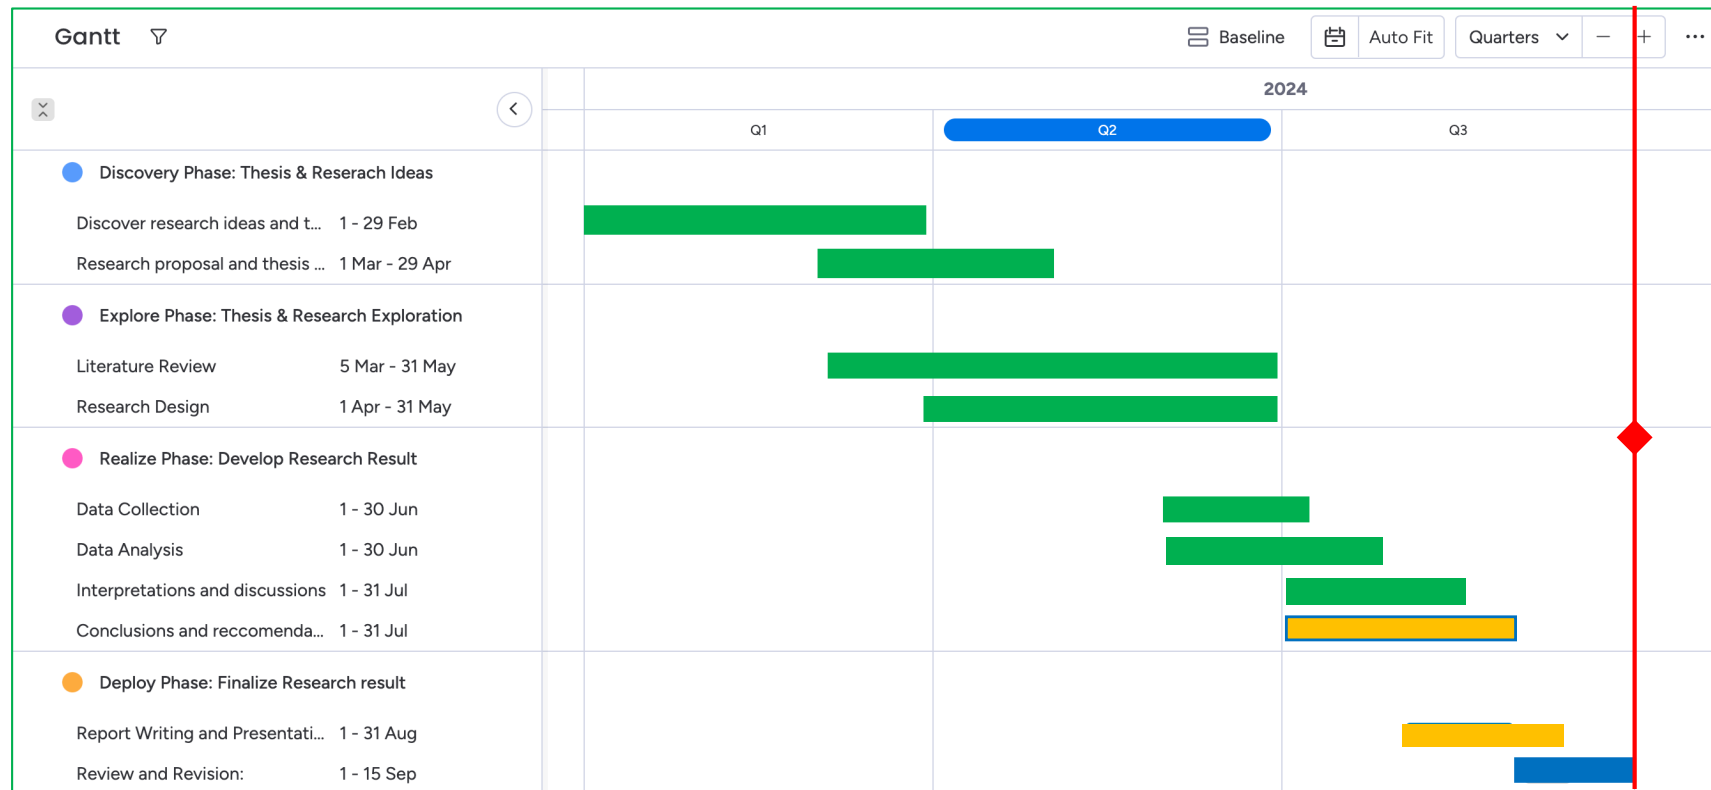 Gantt Baseline Auto Fit Quarters
2024
Q1 Q2 Q3
Discovery Phase: Thesis & Reserach Ideas
Discover research ideas and t... 1 - 29 Feb
Research proposal and thesis ... 1 Mar - 29 Apr
Explore Phase: Thesis & Research Exploration
Literature Review 5 Mar - 31 May
Research Design 1 Apr - 31 May
Realize Phase: Develop Research Result
Data Collection 1 - 30 Jun
Data Analysis 1 - 30 Jun
Interpretations and discussions 1 - 31 Jul
Conclusions and reccomenda... 1 - 31 Jul
Deploy Phase: Finalize Research result
Report Writing and Presentati... 1 - 31 Aug
Review and Revision: 1 - 15 Sep